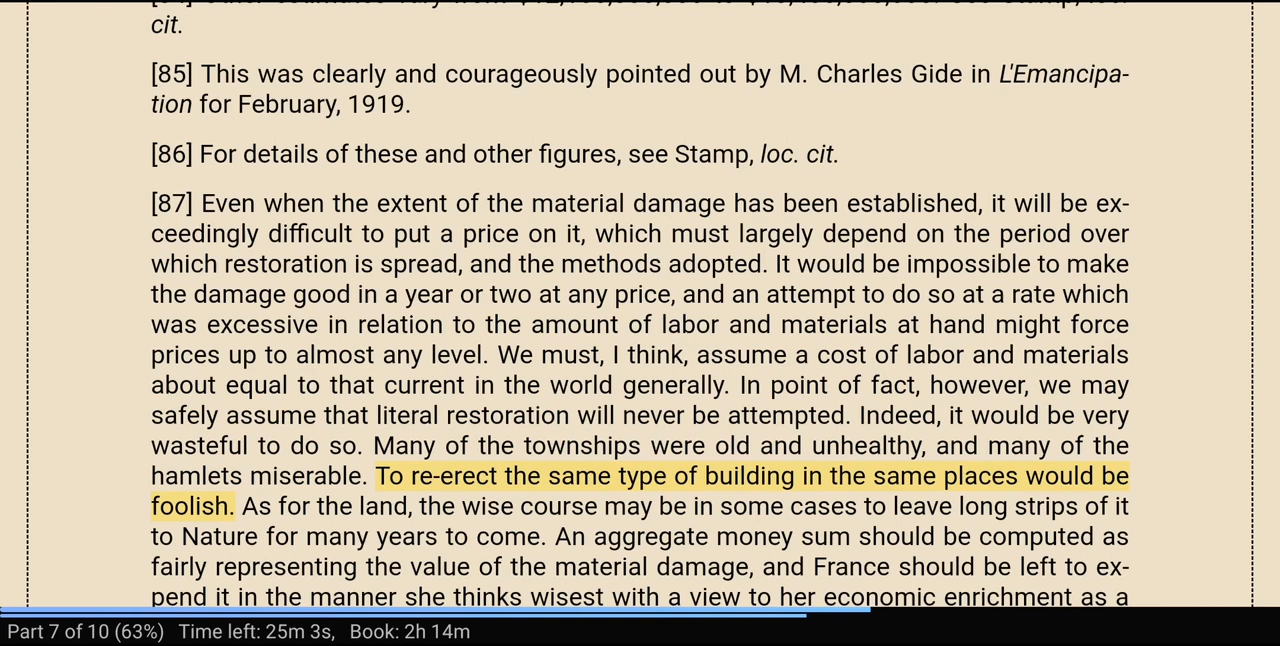 cit.
[85] This was clearly and courageously pointed out by M. Charles Gide in L'Emancipa-
tion for February, 1919.
[86] For details of these and other figures, see Stamp, loc. cit.
[87] Even when the extent of the material damage has been established, it will be ex-
ceedingly difficult to put a price on it, which must largely depend on the period over
which restoration is spread, and the methods adopted. It would be impossible to make
the damage good in a year or two at any price, and an attempt to do so at a rate which
was excessive in relation to the amount of labor and materials at hand might force
prices up to almost any level. We must, I think, assume a cost of labor and materials
about equal to that current in the world generally. In point of fact, however, we may
safely assume that literal restoration will never be attempted. Indeed, it would be very
wasteful to do so. Many of the townships were old and unhealthy, and many of the
hamlets miserable. To re-erect the same type of building in the same places would be
foolish. As for the land, the wise course may be in some cases to leave long strips of it
to Nature for many years to come. An aggregate money sum should be computed as
fairly representing the value of the material damage, and France should be left to ex-
pend it in the manner she thinks wisest with a view to her economic enrichment as a
Part 7 of 10 (63%) Time left: 25m 3s, Book: 2h 14m